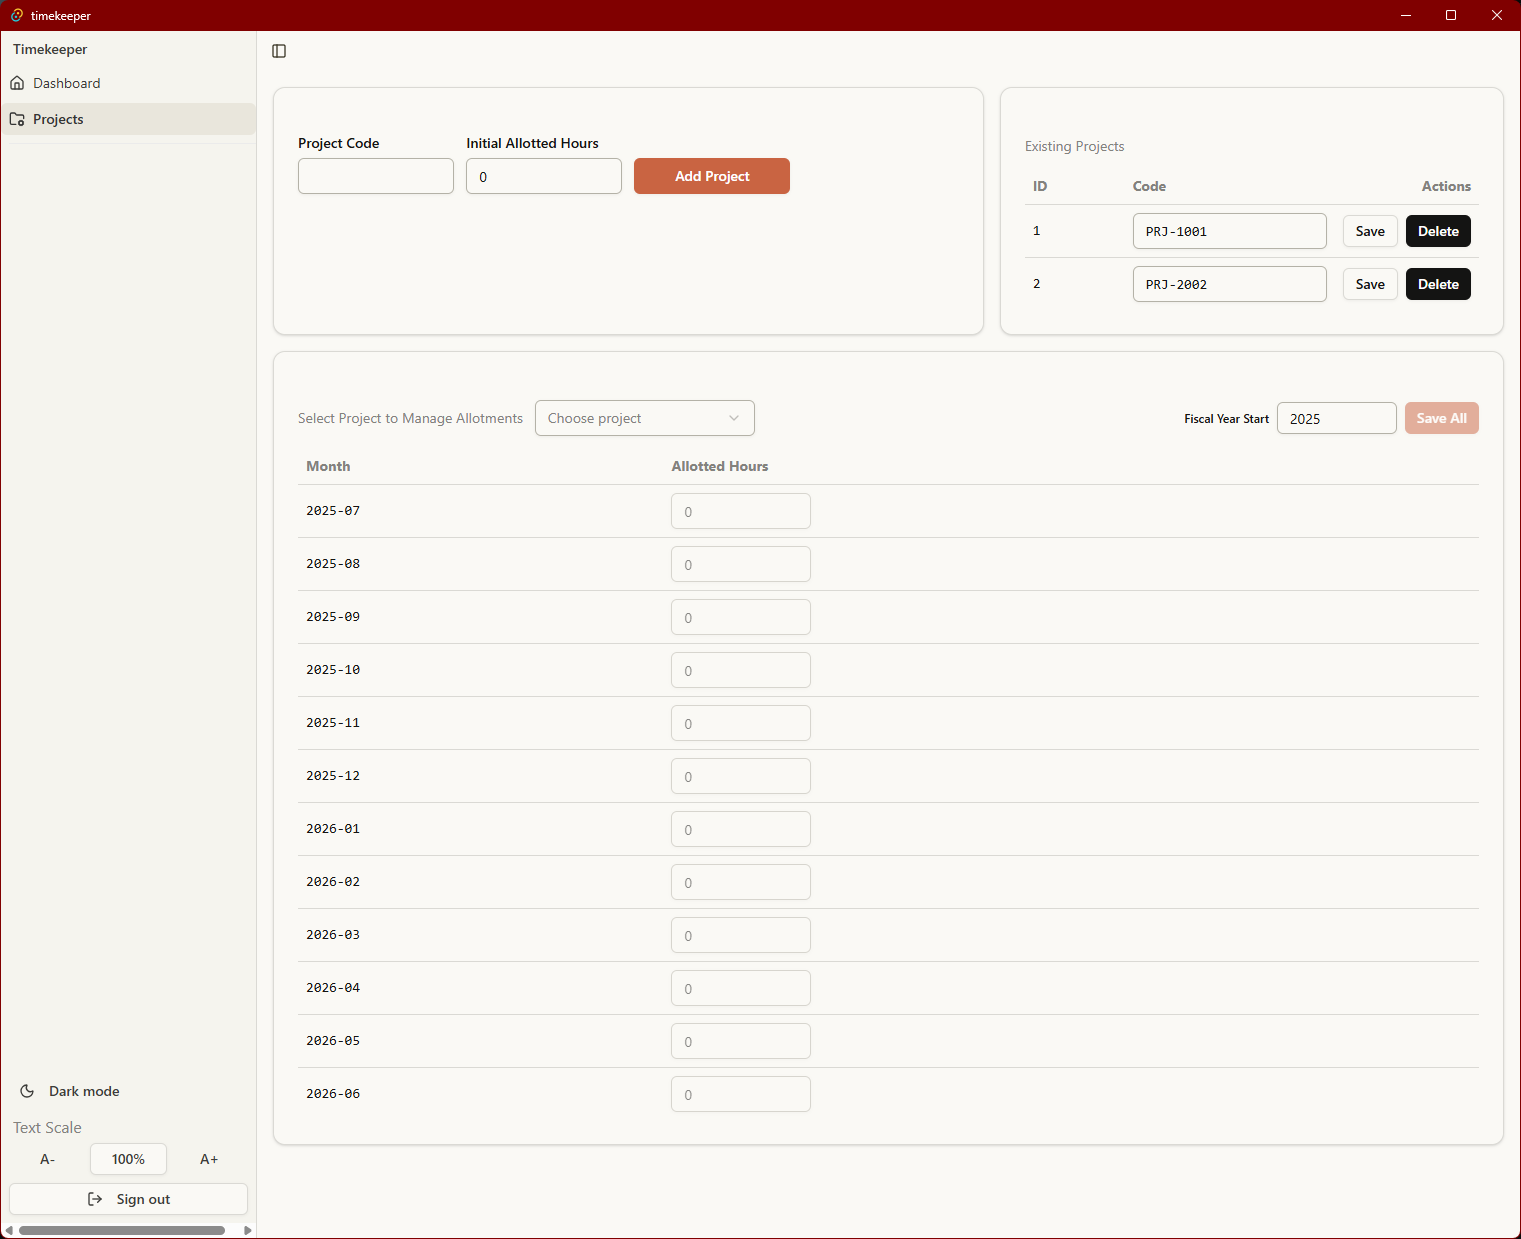 timekeeper
Timekeeper
Dashboard
Projects
Project Code
Initial Allotted Hours
0
Add Project
Existing Projects
ID Code Actions
1 PRJ-1001 Save Delete
2 PRJ-2002 Save Delete
Select Project to Manage Allotments Choose project Fiscal Year Start 2025 Save All
Month Allotted Hours
2025-07 0
2025-08 0
2025-09 0
2025-10 0
2025-11 0
2025-12 0
2026-01 0
2026-02 0
2026-03 0
2026-04 0
2026-05 0
2026-06 0
Dark mode
Text Scale
A- 100% A+
Sign out